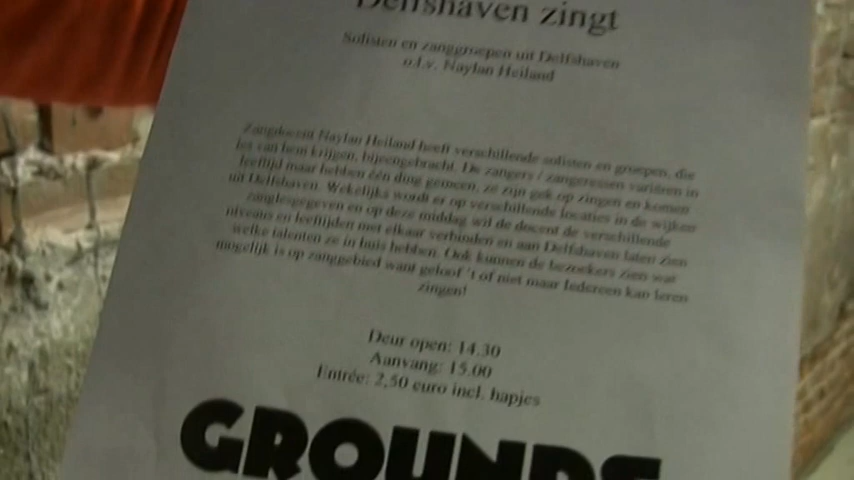 Delfshaven zingt
Solisten en zanggroepen uit Delfshaven
o.l.v. Naylan Heiland
Zangdocent Naylan Heiland heeft verschillende solisten en groepen, die
les van hem krijgen, bijeengebracht. De zangers / zangeressen variëren in
leeftijd maar hebben één ding gemeen, ze zijn gek op zingen en komen
uit Delfshaven. Wekelijks wordt er op verschillende locaties in de wijken
zanglesgegeven en op deze middag wil de docent de verschillende
niveaus en leeftijden met elkaar verbinden en aan Delfshaven laten zien
welke talenten ze in huis hebben. Ook kunnen de bezoekers zien wat
mogelijk is op zanggebied want geloof 't of niet maar Iedereen kan leren
zingen!
Deur open: 14.30
Aanvang: 15.00
Entrée: 2,50 euro incl. hapjes
GROUNDS